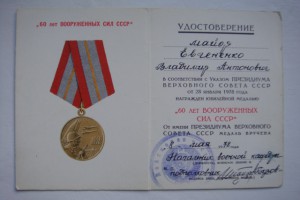 "60 лет ВООРУЖЕННЫХ СИЛ СССР"
УДОСТОВЕРЕНИЕ
майор
Евгененко
Владимир Антонович
В СООТВЕТСТВИИ С УКАЗОМ ПРЕЗИДИУМА
ВЕРХОВНОГО СОВЕТА СССР
от 28 января 1978 года
НАГРАЖДЕН ЮБИЛЕЙНОЙ МЕДАЛЬЮ
"60 ЛЕТ ВООРУЖЕННЫХ
СИЛ СССР"
От имени ПРЕЗИДИУМА ВЕРХОВНОГО
СОВЕТА СССР МЕДАЛЬ ВРУЧЕНА
8 мая
Начальник военной кафедры